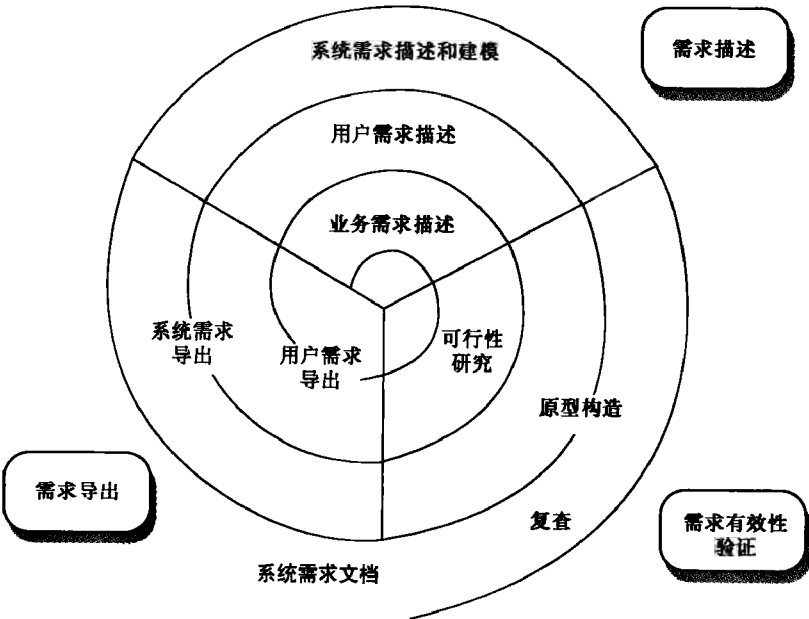 系统需求描述和建模
需求描述
用户需求描述
业务需求描述
系统需求
导出
用户需求
导出
可行性
研究
原型构造
需求导出
复查
需求有效性
验证
系统需求文档